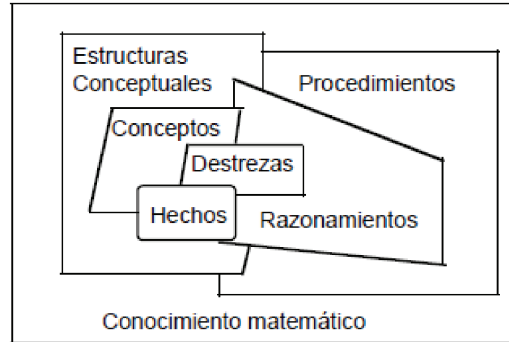 Estructuras
Conceptuales
Procedimientos
Conceptos
Destrezas
Hechos
Razonamientos
Conocimiento matemático